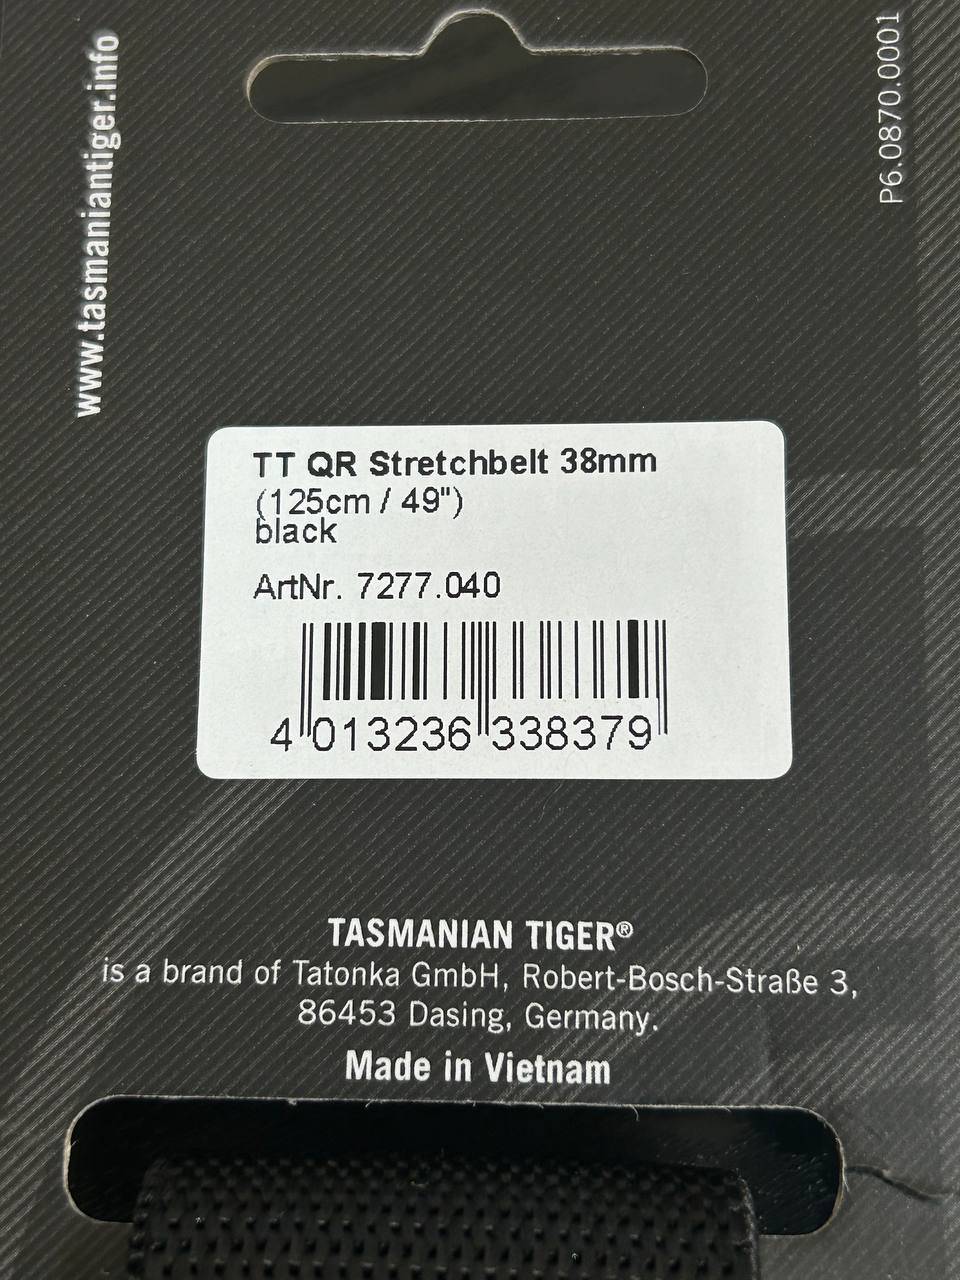 www.tasmaniantiger.info
P6.0870.0001
TT QR Stretchbelt 38mm
(125cm / 49")
black
ArtNr. 7277.040
4 013236 338379
TASMANIAN TIGER®
is a brand of Tatonka GmbH, Robert-Bosch-Straße 3,
86453 Dasing, Germany.
Made in Vietnam